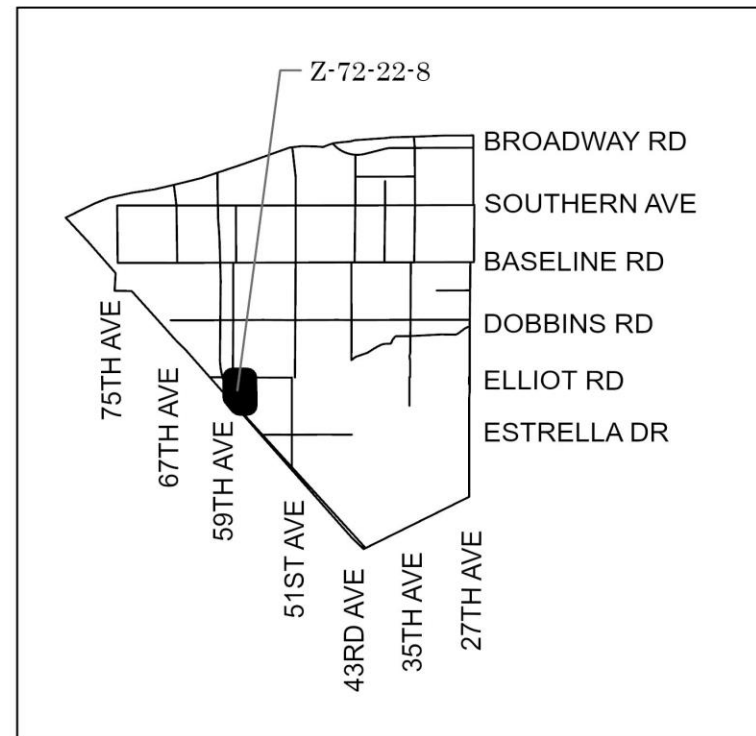 Z-72-22-8
BROADWAY RD
SOUTHERN AVE
BASELINE RD
DOBBINS RD
ELLIOT RD
ESTRELLA DR
75TH AVE
67TH AVE
59TH AVE
51ST AVE
43RD AVE
35TH AVE
27TH AVE